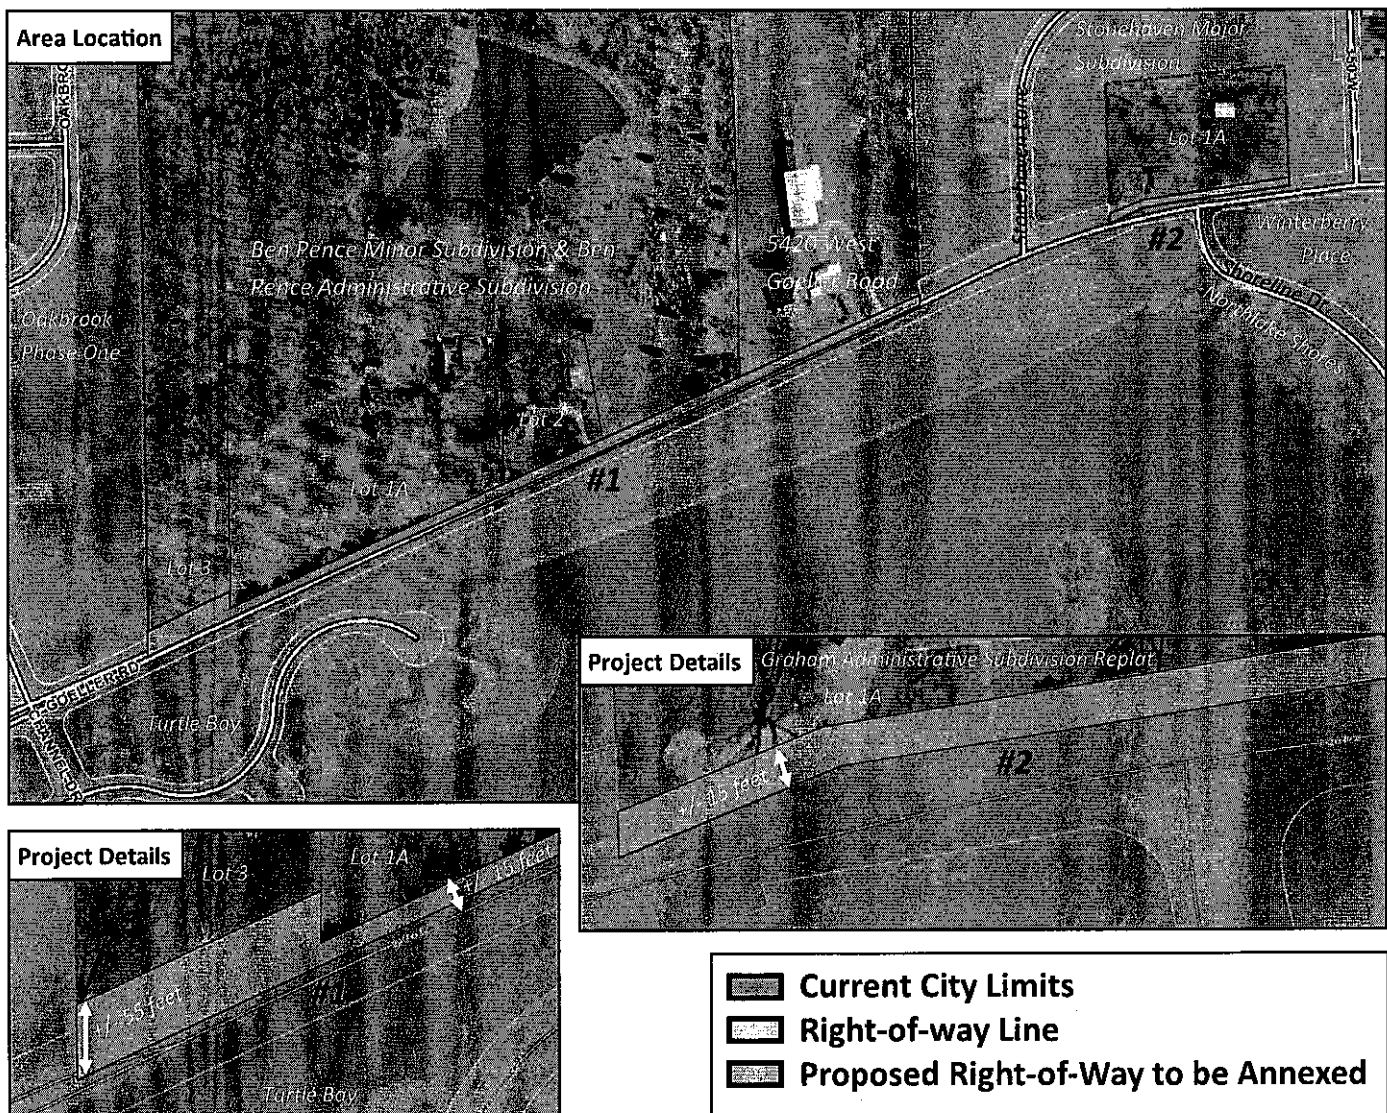 Area Location
OAKBRO
Stonehaven Major
Subdivision
Lot 1A
#2
Winterberry
Place
Shoreline Dr
Northlake Shores
Ben Pence Minor Subdivision & Ben
Pence Administrative Subdivision
5420 West
Goeller Road
Oakbrook
Phase One
Lot 2
#1
Lot 1A
Lot 3
GOELLER RD
CHANNEL DR
Turtle Bay
Project Details
Graham Administrative Subdivision Replat
Lot 1A
+/- 15 feet
#2
Project Details
Lot 3
Lot 1A
+/- 15 feet
+/- 55 feet
#1
Turtle Bay
Current City Limits
Right-of-way Line
Proposed Right-of-Way to be Annexed